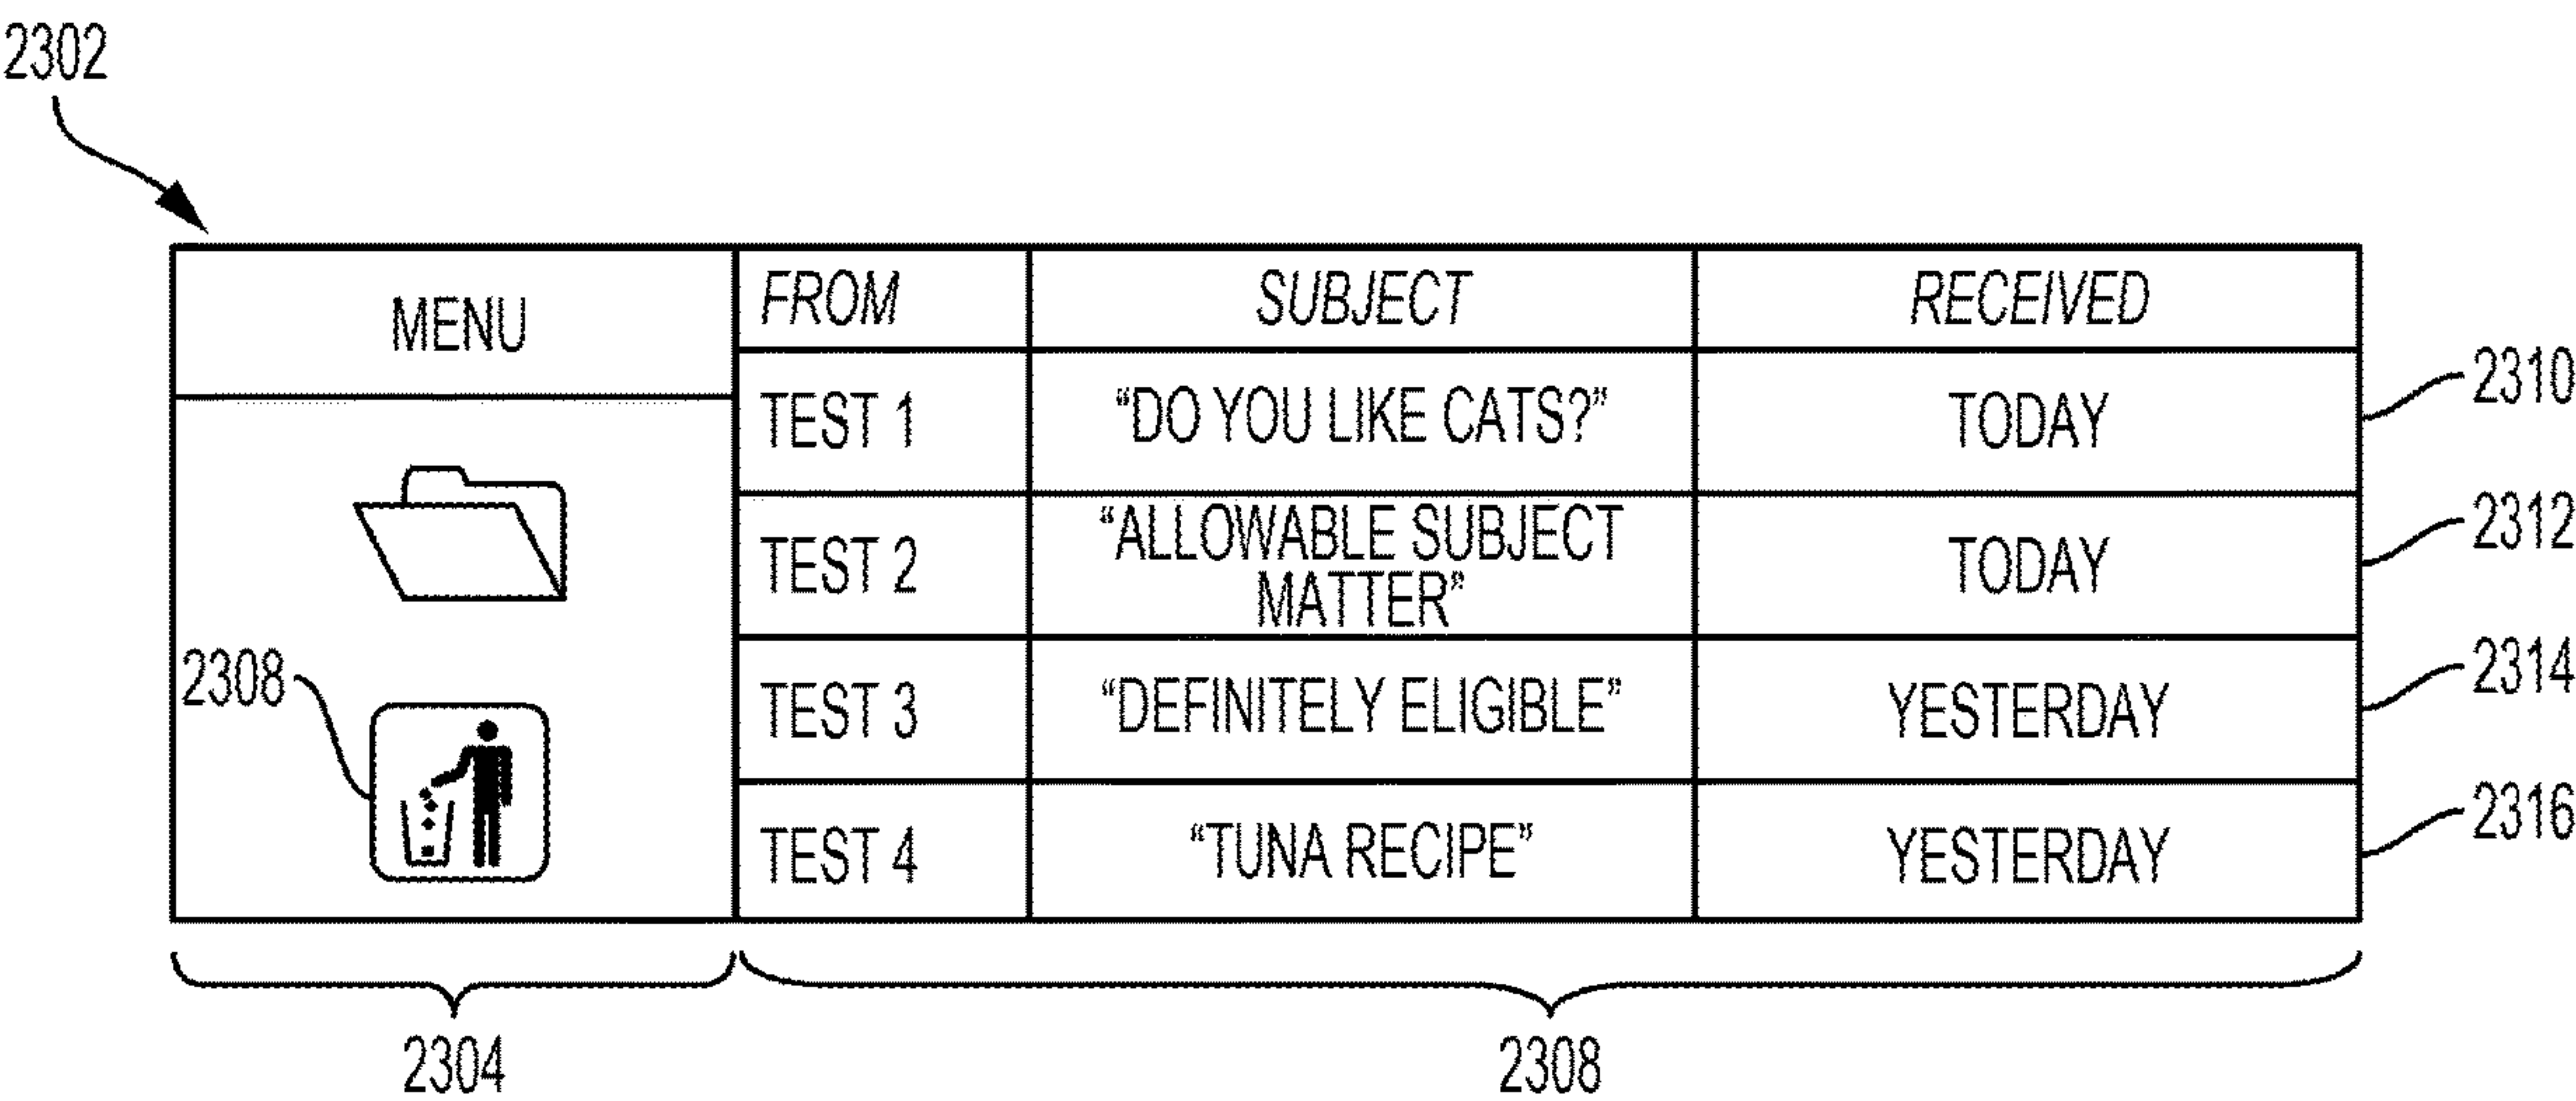 2302
MENU
FROM SUBJECT RECEIVED
TEST 1 “DO YOU LIKE CATS?” TODAY 2310
TEST 2 “ALLOWABLE SUBJECT
MATTER” TODAY 2312
2308
TEST 3 “DEFINITELY ELIGIBLE” YESTERDAY 2314
TEST 4 “TUNA RECIPE” YESTERDAY 2316
2304 2308